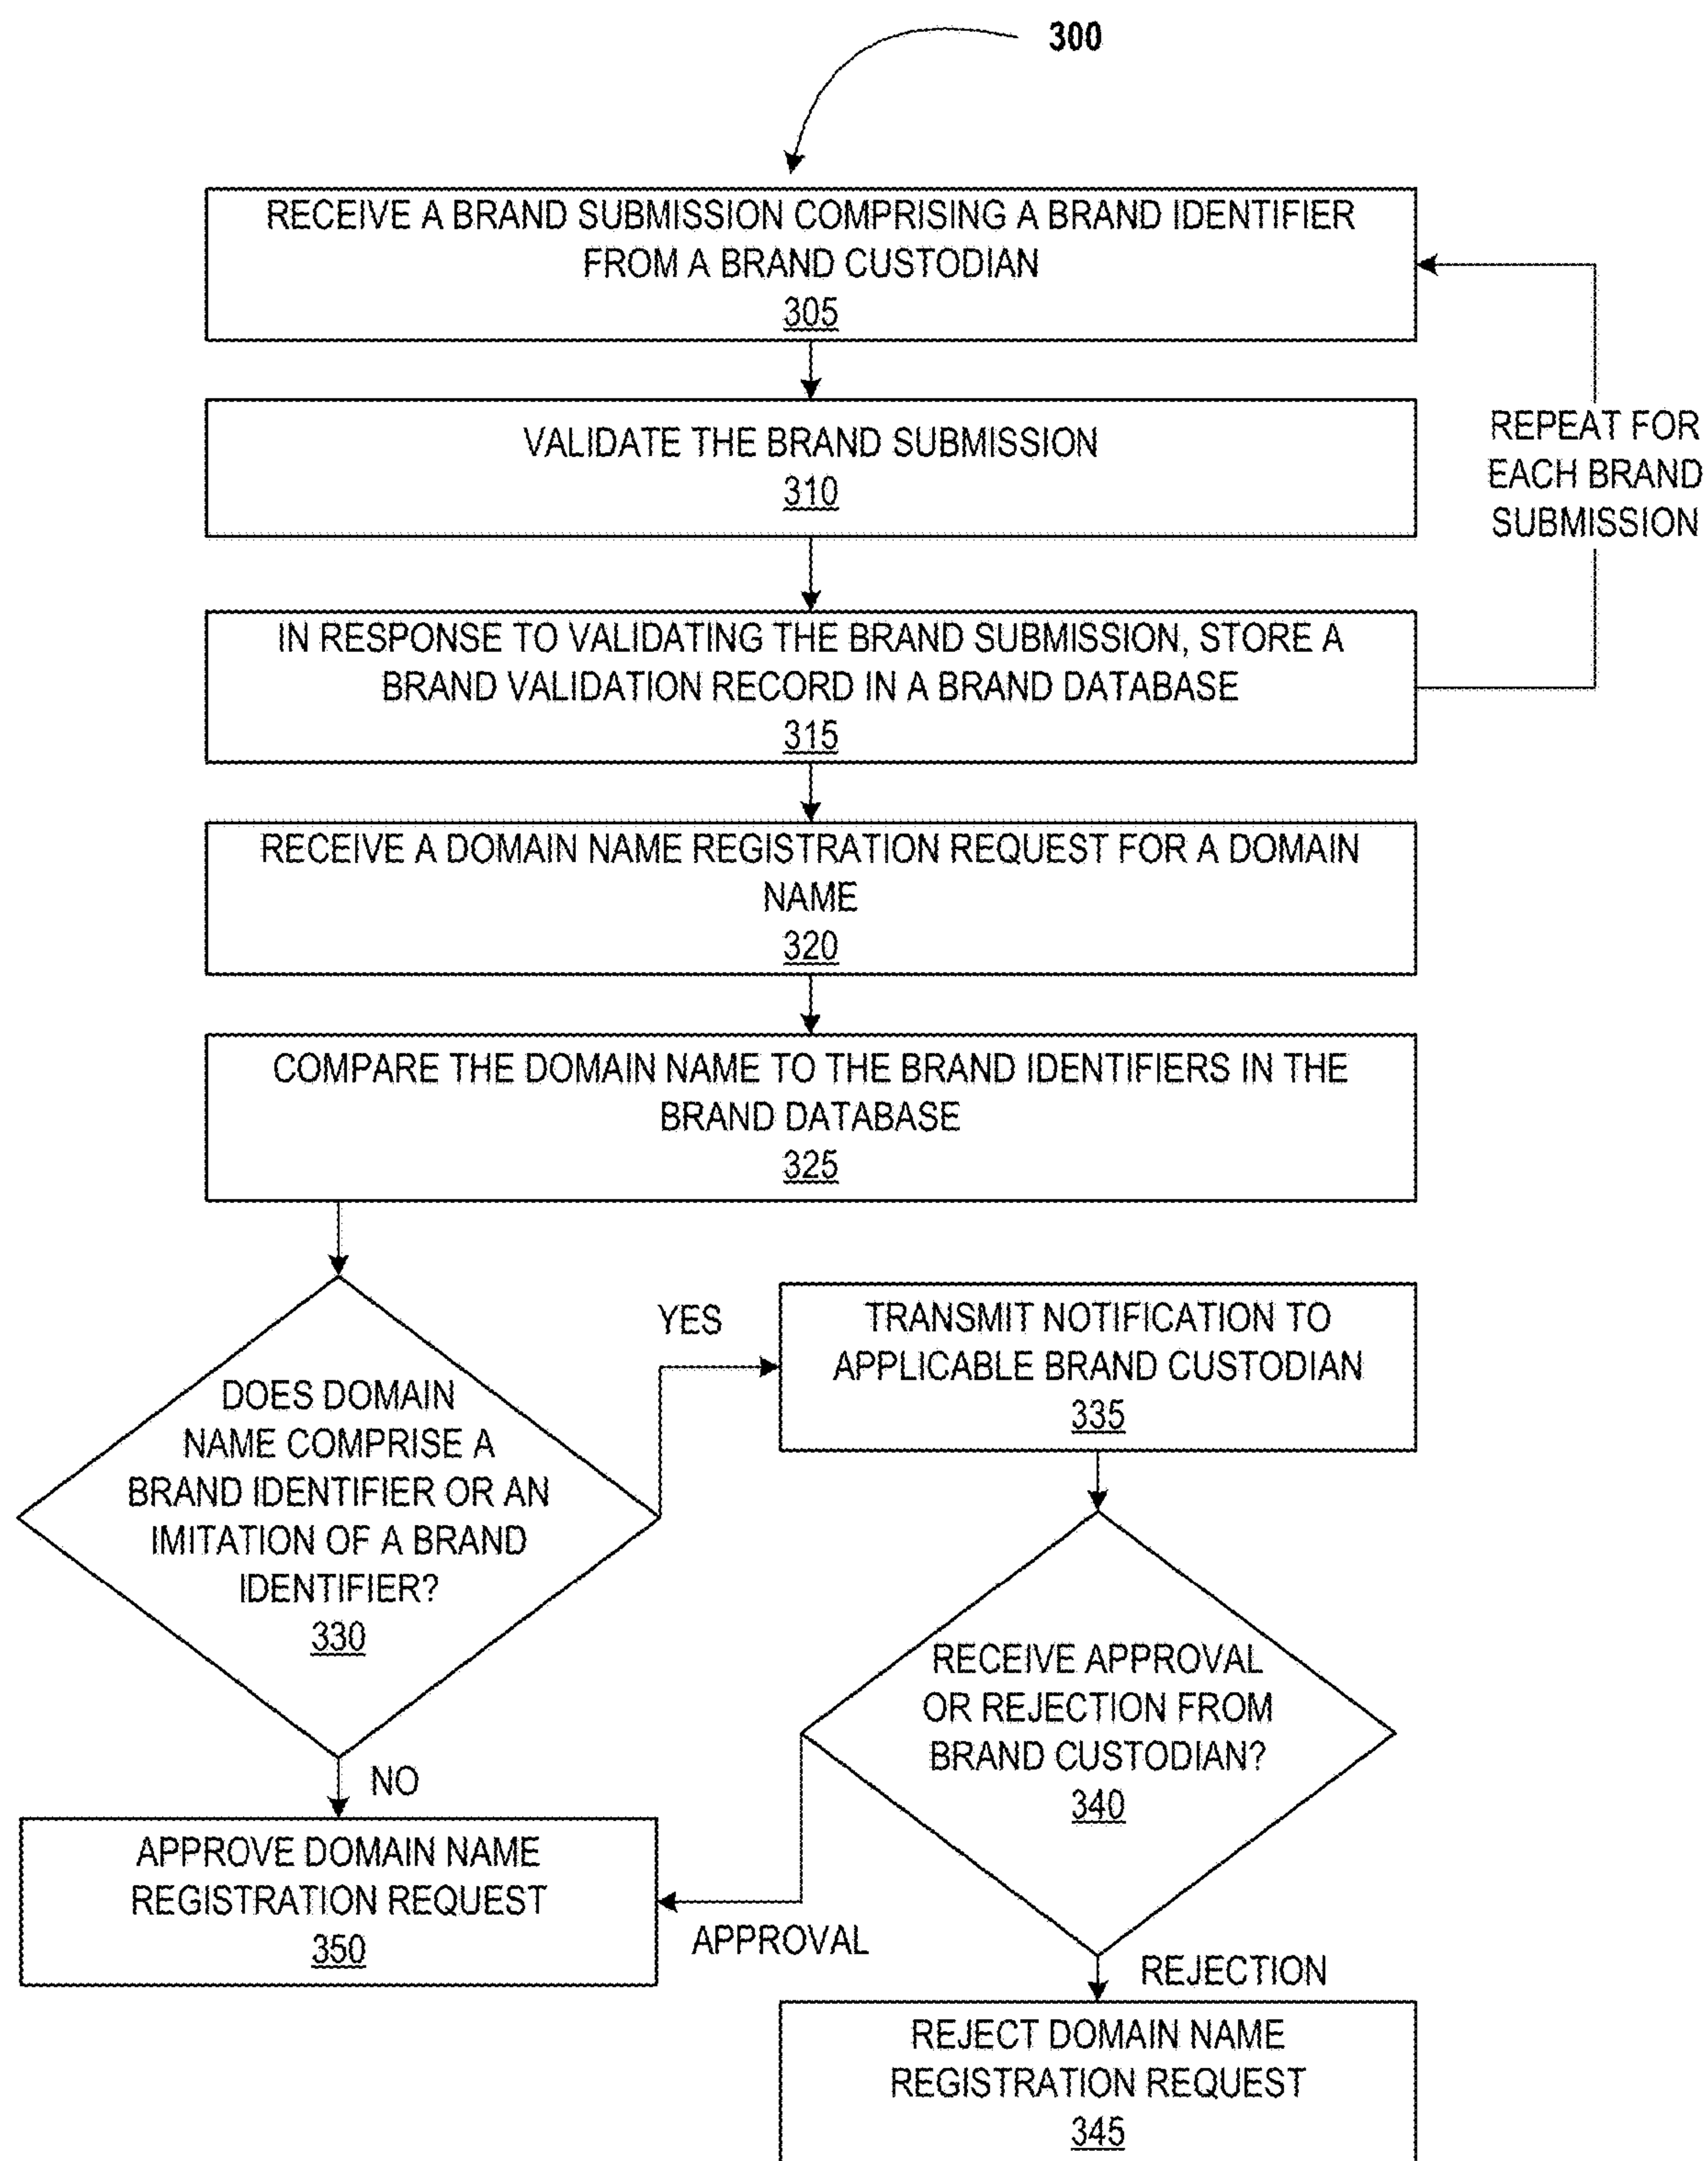 300
RECEIVE A BRAND SUBMISSION COMPRISING A BRAND IDENTIFIER
FROM A BRAND CUSTODIAN
305
VALIDATE THE BRAND SUBMISSION
310
REPEAT FOR
EACH BRAND
SUBMISSION
IN RESPONSE TO VALIDATING THE BRAND SUBMISSION, STORE A
BRAND VALIDATION RECORD IN A BRAND DATABASE
315
RECEIVE A DOMAIN NAME REGISTRATION REQUEST FOR A DOMAIN
NAME
320
COMPARE THE DOMAIN NAME TO THE BRAND IDENTIFIERS IN THE
BRAND DATABASE
325
DOES DOMAIN
NAME COMPRISE A
BRAND IDENTIFIER OR AN
IMITATION OF A BRAND
IDENTIFIER?
330
YES
TRANSMIT NOTIFICATION TO
APPLICABLE BRAND CUSTODIAN
335
RECEIVE APPROVAL
OR REJECTION FROM
BRAND CUSTODIAN?
340
NO
APPROVE DOMAIN NAME
REGISTRATION REQUEST
350
APPROVAL
REJECTION
REJECT DOMAIN NAME
REGISTRATION REQUEST
345